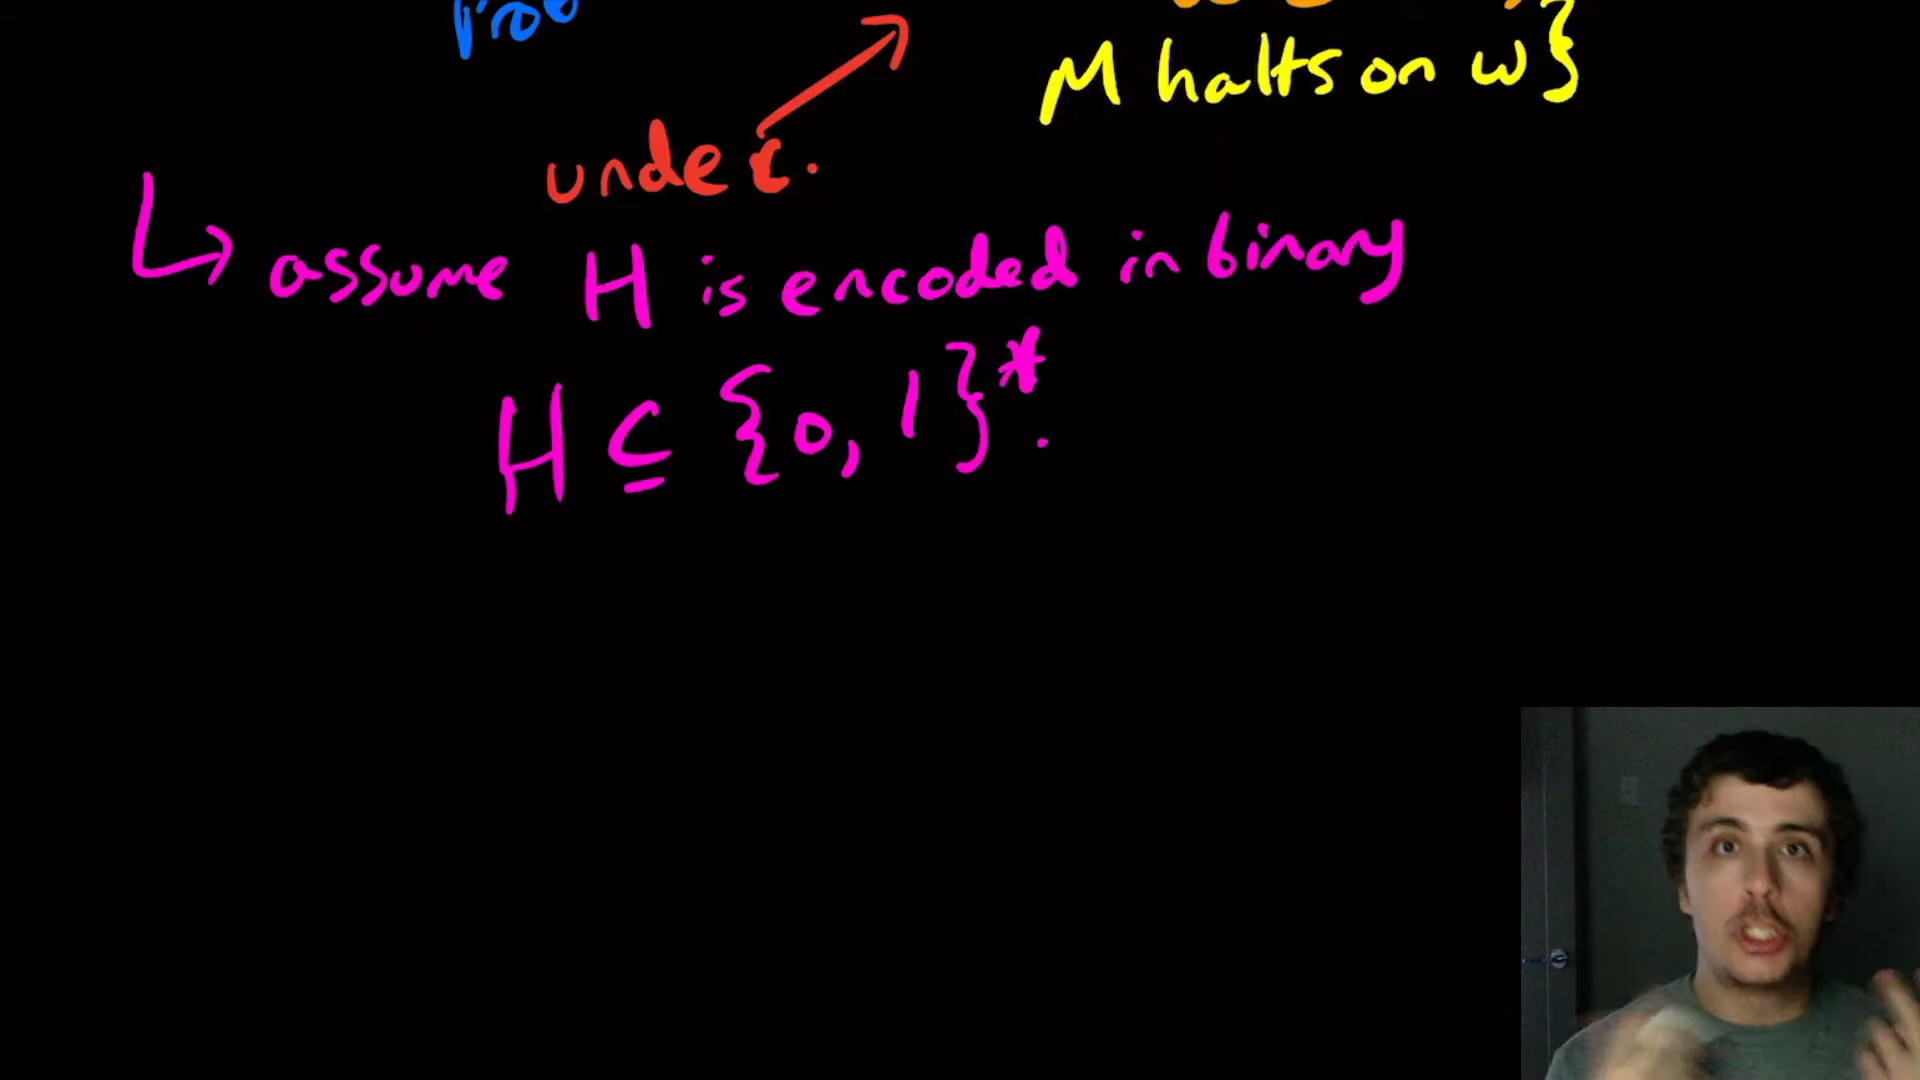 M halts on w}
undec.
↳ assume H is encoded in binary
H ⊆ {0, 1}*.